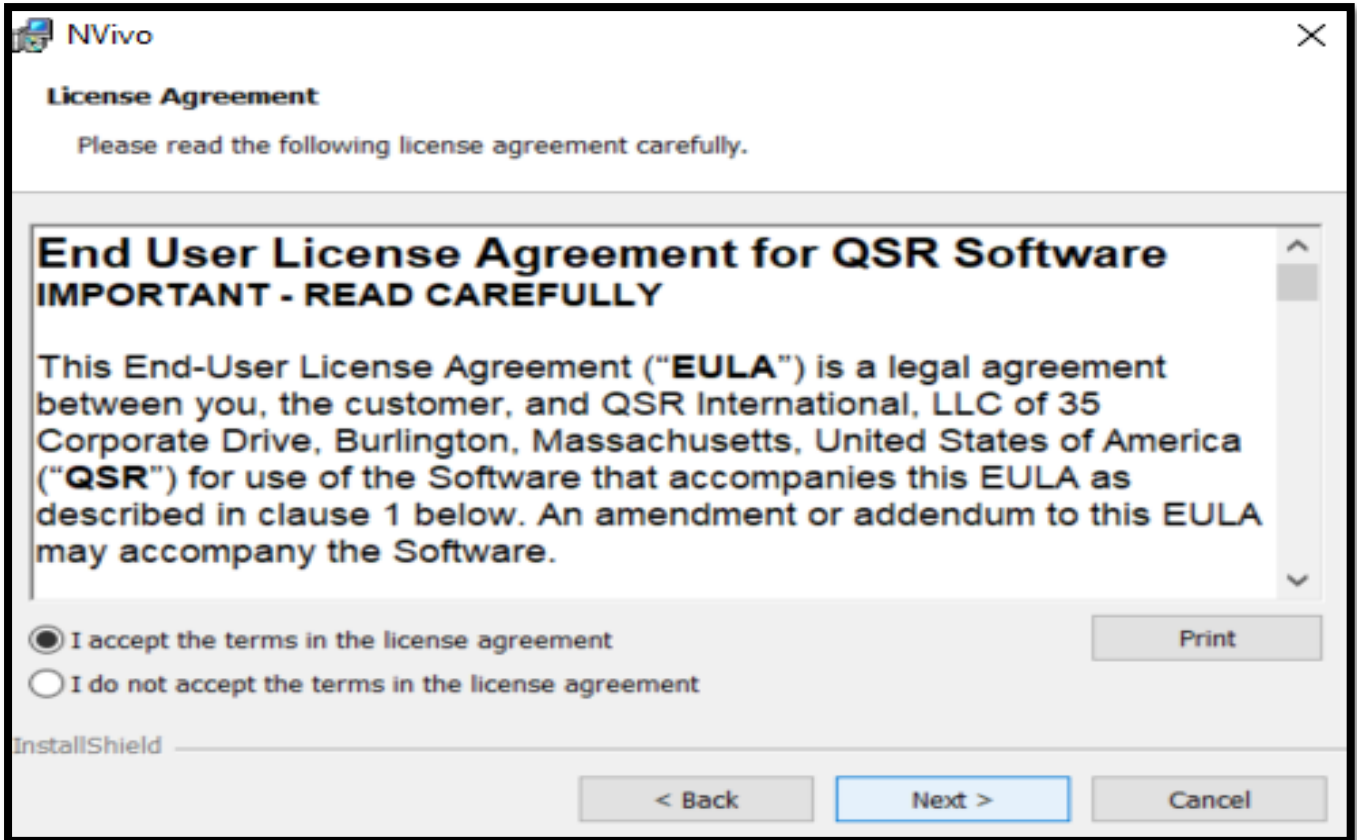 NVivo
License Agreement
Please read the following license agreement carefully.
End User License Agreement for QSR Software
IMPORTANT - READ CAREFULLY
This End-User License Agreement (“EULA”) is a legal agreement
between you, the customer, and QSR International, LLC of 35
Corporate Drive, Burlington, Massachusetts, United States of America
(“QSR”) for use of the Software that accompanies this EULA as
described in clause 1 below. An amendment or addendum to this EULA
may accompany the Software.
I accept the terms in the license agreement
Print
I do not accept the terms in the license agreement
InstallShield
< Back
Next >
Cancel